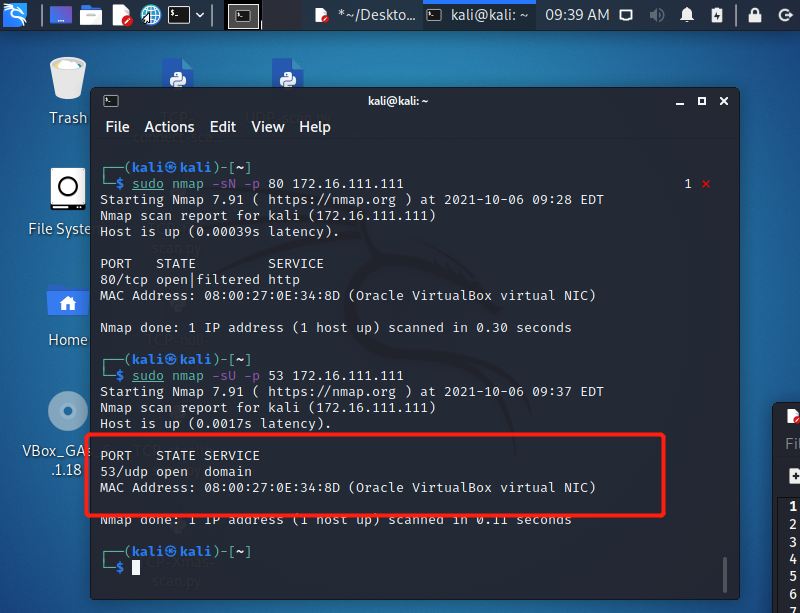 *~/Deskto...
kali@kali: ~
09:39 AM
Trash
File Syste
Home
VBox_GAs
.1.18
kali@kali: ~
File Actions Edit View Help
┌──(kali㉿kali)-[~]
└─$ sudo nmap -sN -p 80 172.16.111.111 1 ⨯
Starting Nmap 7.91 ( https://nmap.org ) at 2021-10-06 09:28 EDT
Nmap scan report for kali (172.16.111.111)
Host is up (0.00039s latency).
PORT STATE SERVICE
80/tcp open|filtered http
MAC Address: 08:00:27:0E:34:8D (Oracle VirtualBox virtual NIC)
Nmap done: 1 IP address (1 host up) scanned in 0.30 seconds
┌──(kali㉿kali)-[~]
└─$ sudo nmap -sU -p 53 172.16.111.111
Starting Nmap 7.91 ( https://nmap.org ) at 2021-10-06 09:37 EDT
Nmap scan report for kali (172.16.111.111)
Host is up (0.0017s latency).
PORT STATE SERVICE
53/udp open domain
MAC Address: 08:00:27:0E:34:8D (Oracle VirtualBox virtual NIC)
Nmap done: 1 IP address (1 host up) scanned in 0.11 seconds
┌──(kali㉿kali)-[~]
└─$
TCP-Xmas-
scan.py
Fi
1
2
3
4
5
6
7